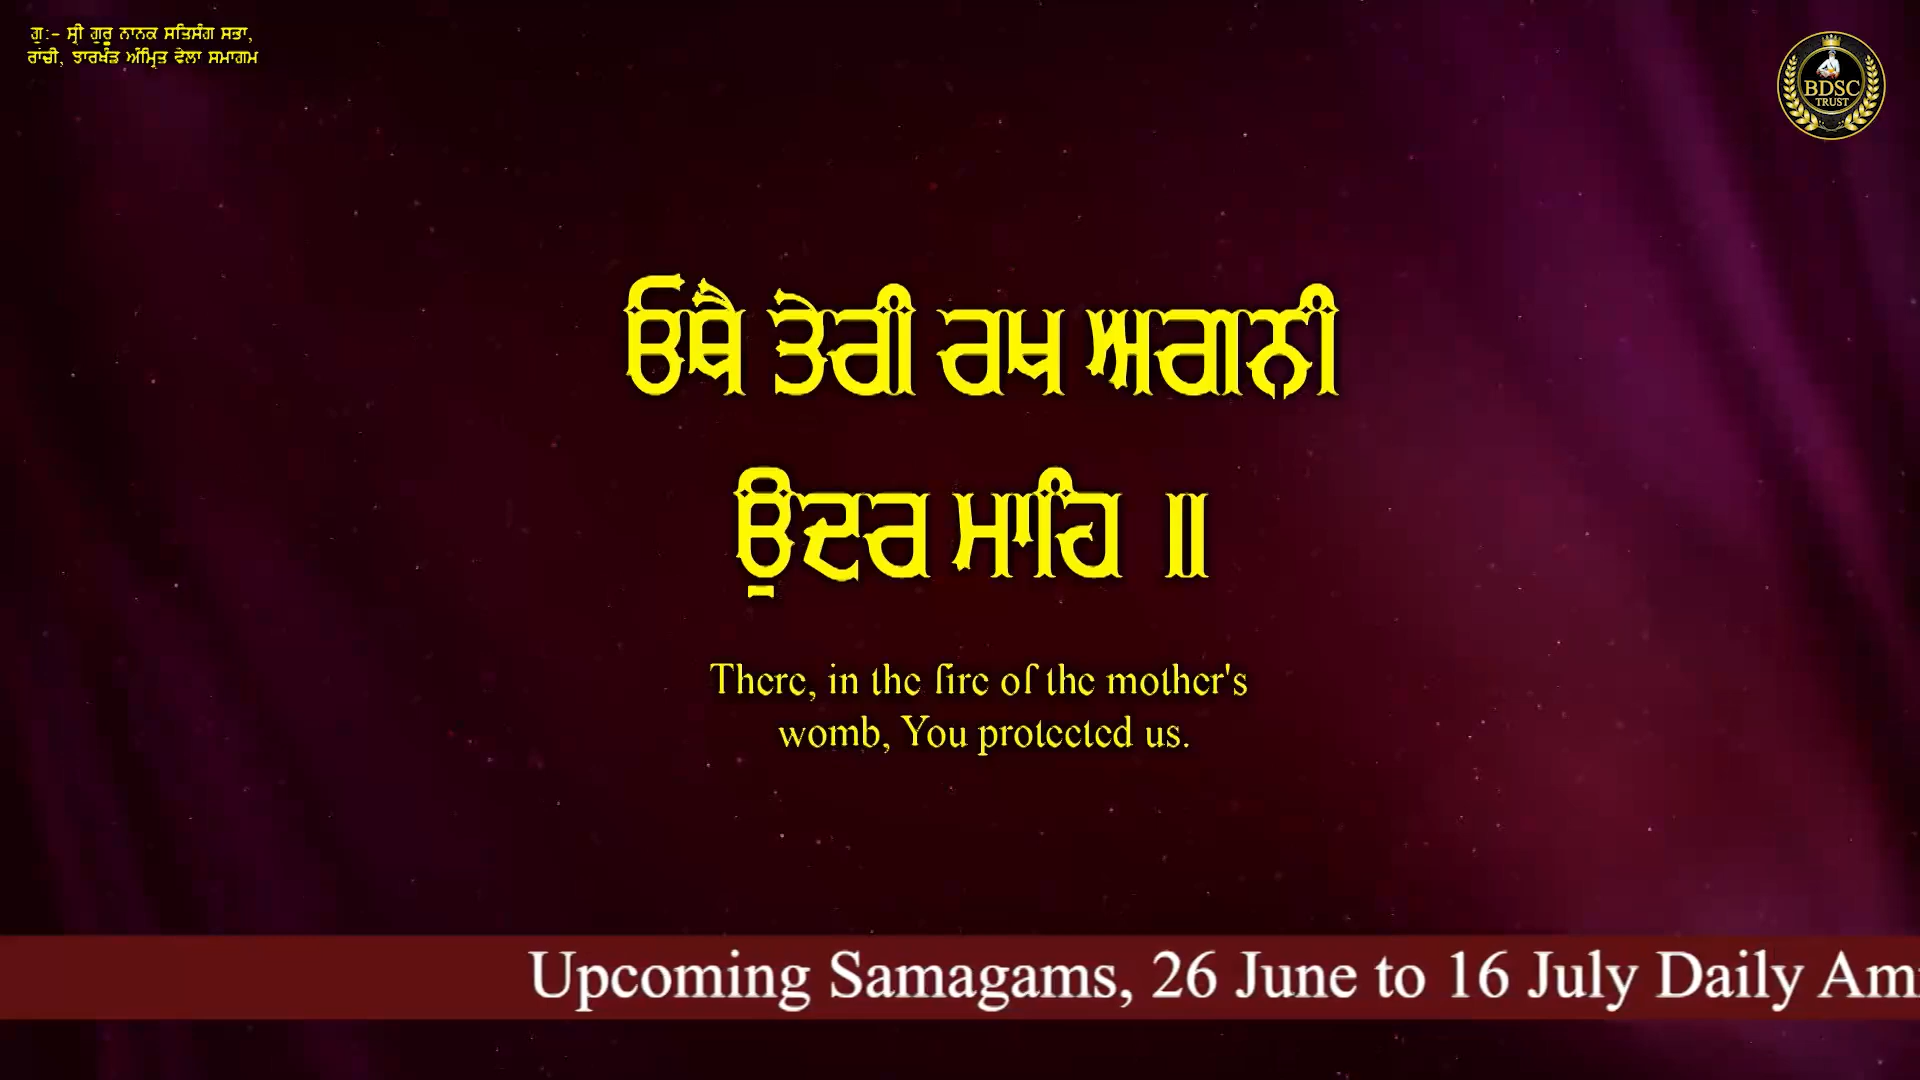 ਗੁ:- ਸ੍ਰੀ ਗੁਰੂ ਨਾਨਕ ਸਤਿਸੰਗ ਸਭਾ,
ਰਾਂਚੀ, ਝਾਰਖੰਡ ਅੰਮ੍ਰਿਤ ਵੇਲਾ ਸਮਾਗਮ
BDSC
TRUST
ਓਥੈ ਤੇਰੀ ਰਖ ਅਗਨੀ
ਉਦਰ ਮਾਹਿ ॥
There, in the fire of the mother's
womb, You protected us.
Upcoming Samagams, 26 June to 16 July Daily Am